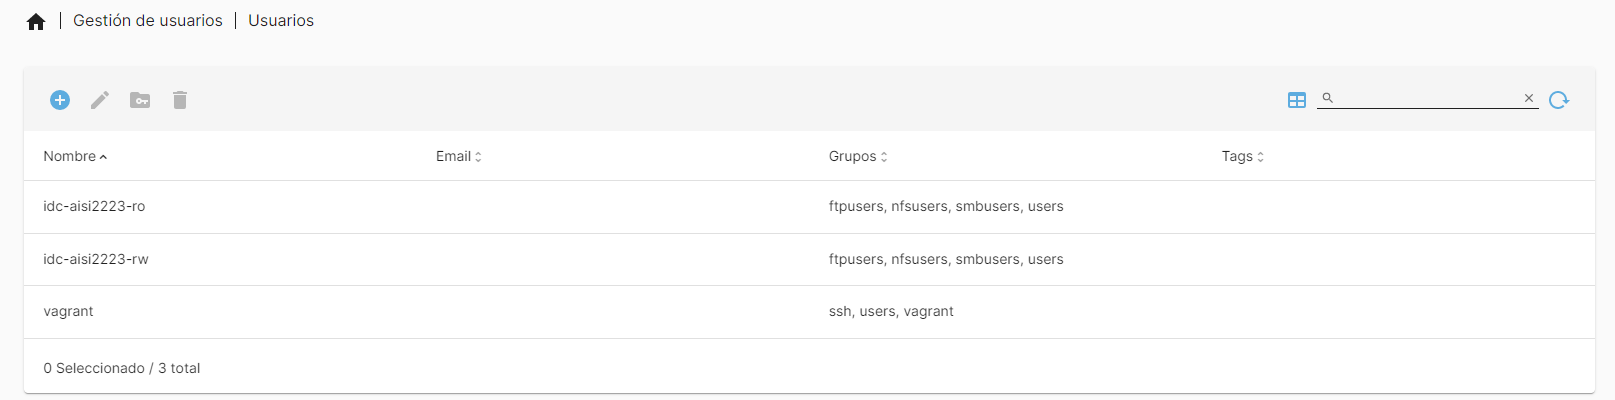 Gestión de usuarios | Usuarios
Nombre Email Grupos Tags
idc-aisi2223-ro ftpusers, nfsusers, smbusers, users
idc-aisi2223-rw ftpusers, nfsusers, smbusers, users
vagrant ssh, users, vagrant
0 Seleccionado / 3 total